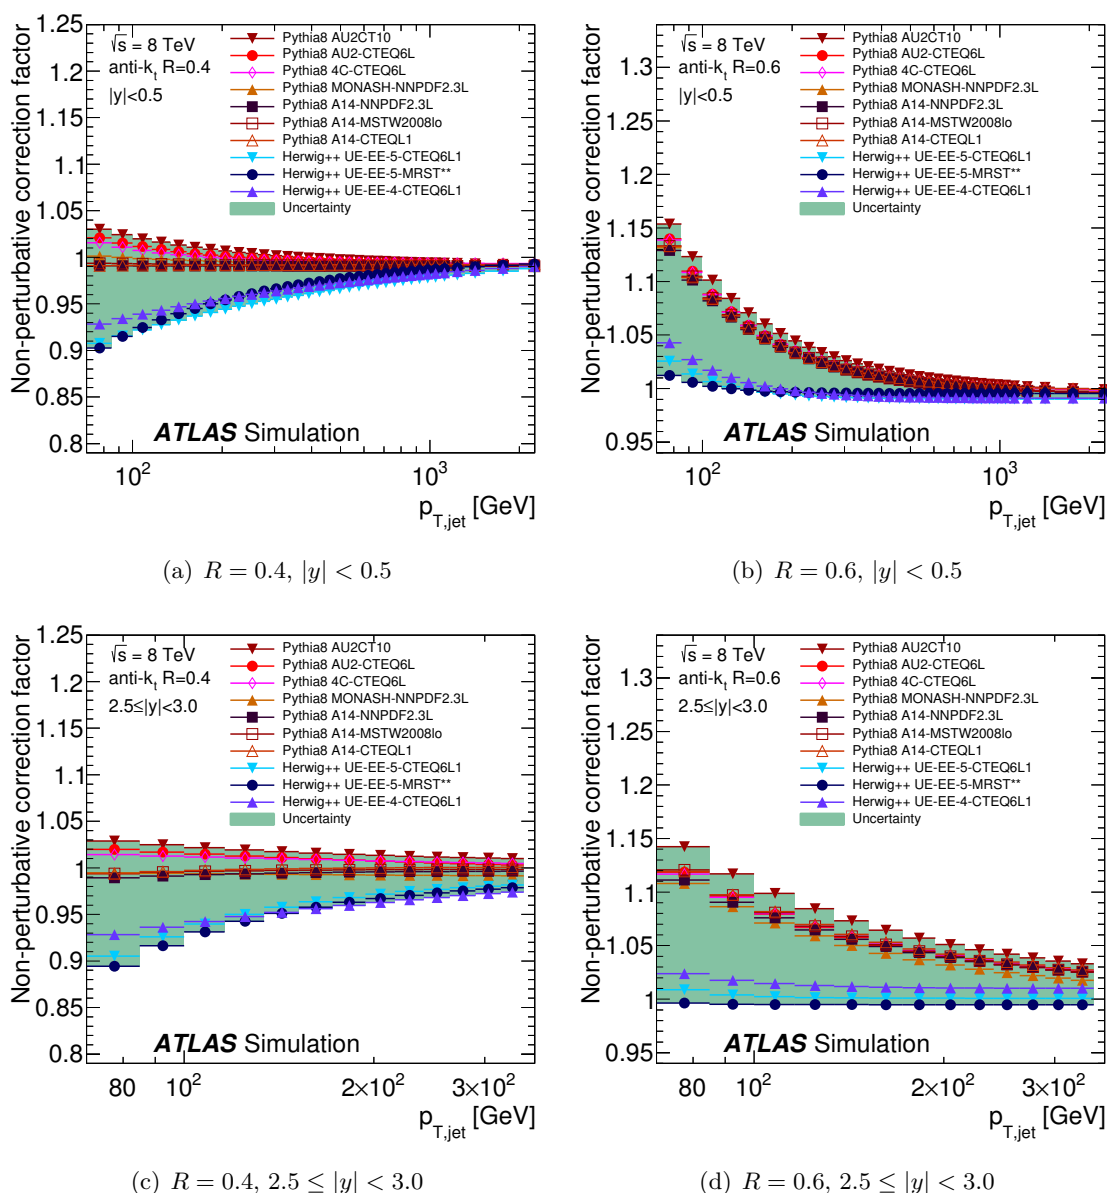 1.25
1.2
1.15
1.1
1.05
1
0.95
0.9
0.85
0.8
Non-perturbative correction factor
√s = 8 TeV
anti-kt R=0.4
|y|<0.5
Pythia8 AU2CT10
Pythia8 AU2-CTEQ6L
Pythia8 4C-CTEQ6L
Pythia8 MONASH-NNPDF2.3L
Pythia8 A14-NNPDF2.3L
Pythia8 A14-MSTW2008lo
Pythia8 A14-CTEQL1
Herwig++ UE-EE-5-CTEQ6L1
Herwig++ UE-EE-5-MRST**
Herwig++ UE-EE-4-CTEQ6L1
Uncertainty
ATLAS Simulation
10² 10³
pT,jet [GeV]
(a) R = 0.4, |y| < 0.5
1.3
1.2
1.15
1.1
1.05
1
0.95
Non-perturbative correction factor
√s = 8 TeV
anti-kt R=0.6
|y|<0.5
Pythia8 AU2CT10
Pythia8 AU2-CTEQ6L
Pythia8 4C-CTEQ6L
Pythia8 MONASH-NNPDF2.3L
Pythia8 A14-NNPDF2.3L
Pythia8 A14-MSTW2008lo
Pythia8 A14-CTEQL1
Herwig++ UE-EE-5-CTEQ6L1
Herwig++ UE-EE-5-MRST**
Herwig++ UE-EE-4-CTEQ6L1
Uncertainty
ATLAS Simulation
10² 10³
pT,jet [GeV]
(b) R = 0.6, |y| < 0.5
1.25
1.2
1.15
1.1
1.05
1
0.95
0.9
0.85
0.8
Non-perturbative correction factor
√s = 8 TeV
anti-kt R=0.4
2.5≤|y|<3.0
Pythia8 AU2CT10
Pythia8 AU2-CTEQ6L
Pythia8 4C-CTEQ6L
Pythia8 MONASH-NNPDF2.3L
Pythia8 A14-NNPDF2.3L
Pythia8 A14-MSTW2008lo
Pythia8 A14-CTEQL1
Herwig++ UE-EE-5-CTEQ6L1
Herwig++ UE-EE-5-MRST**
Herwig++ UE-EE-4-CTEQ6L1
Uncertainty
ATLAS Simulation
80 10² 2×10² 3×10²
pT,jet [GeV]
(c) R = 0.4, 2.5 ≤ |y| < 3.0
1.3
1.2
1.15
1.1
1.05
1
0.95
Non-perturbative correction factor
√s = 8 TeV
anti-kt R=0.6
2.5≤|y|<3.0
Pythia8 AU2CT10
Pythia8 AU2-CTEQ6L
Pythia8 4C-CTEQ6L
Pythia8 MONASH-NNPDF2.3L
Pythia8 A14-NNPDF2.3L
Pythia8 A14-MSTW2008lo
Pythia8 A14-CTEQL1
Herwig++ UE-EE-5-CTEQ6L1
Herwig++ UE-EE-5-MRST**
Herwig++ UE-EE-4-CTEQ6L1
Uncertainty
ATLAS Simulation
80 10² 2×10² 3×10²
pT,jet [GeV]
(d) R = 0.6, 2.5 ≤ |y| < 3.0